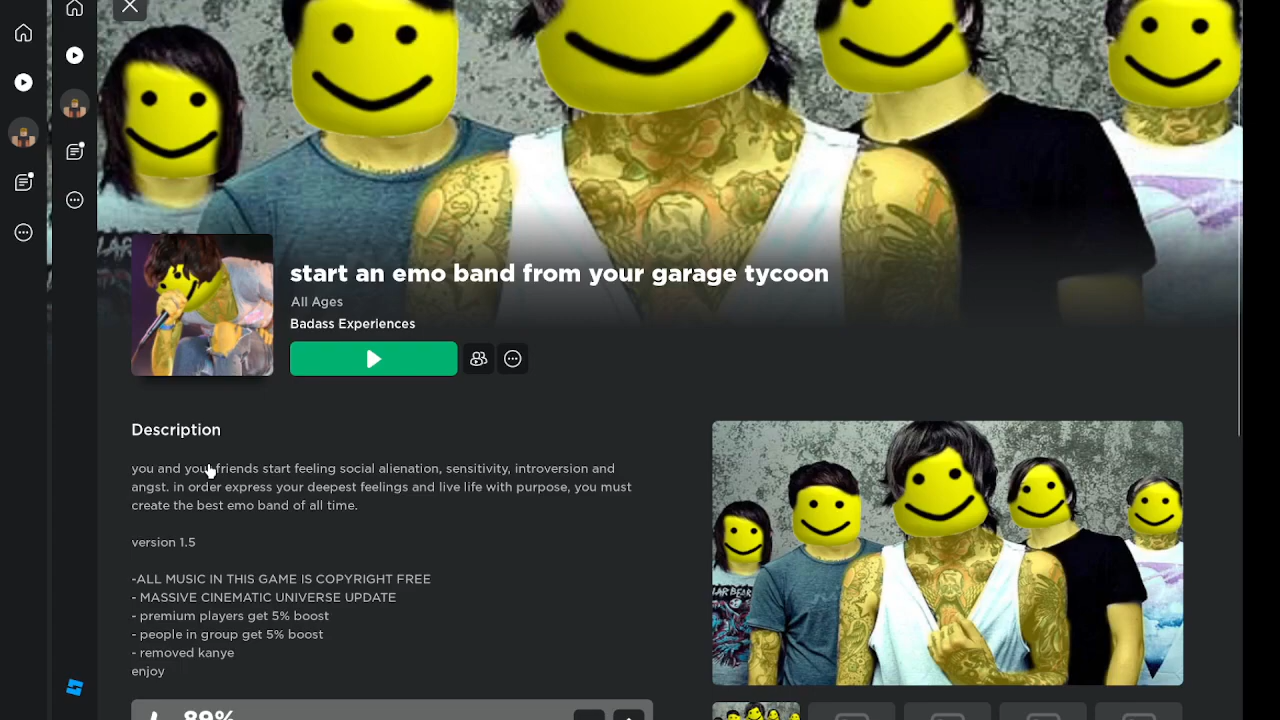 start an emo band from your garage tycoon
All Ages
Badass Experiences
Description
you and your friends start feeling social alienation, sensitivity, introversion and
angst. in order express your deepest feelings and live life with purpose, you must
create the best emo band of all time.
version 1.5
-ALL MUSIC IN THIS GAME IS COPYRIGHT FREE
- MASSIVE CINEMATIC UNIVERSE UPDATE
- premium players get 5% boost
- people in group get 5% boost
- removed kanye
enjoy
89%